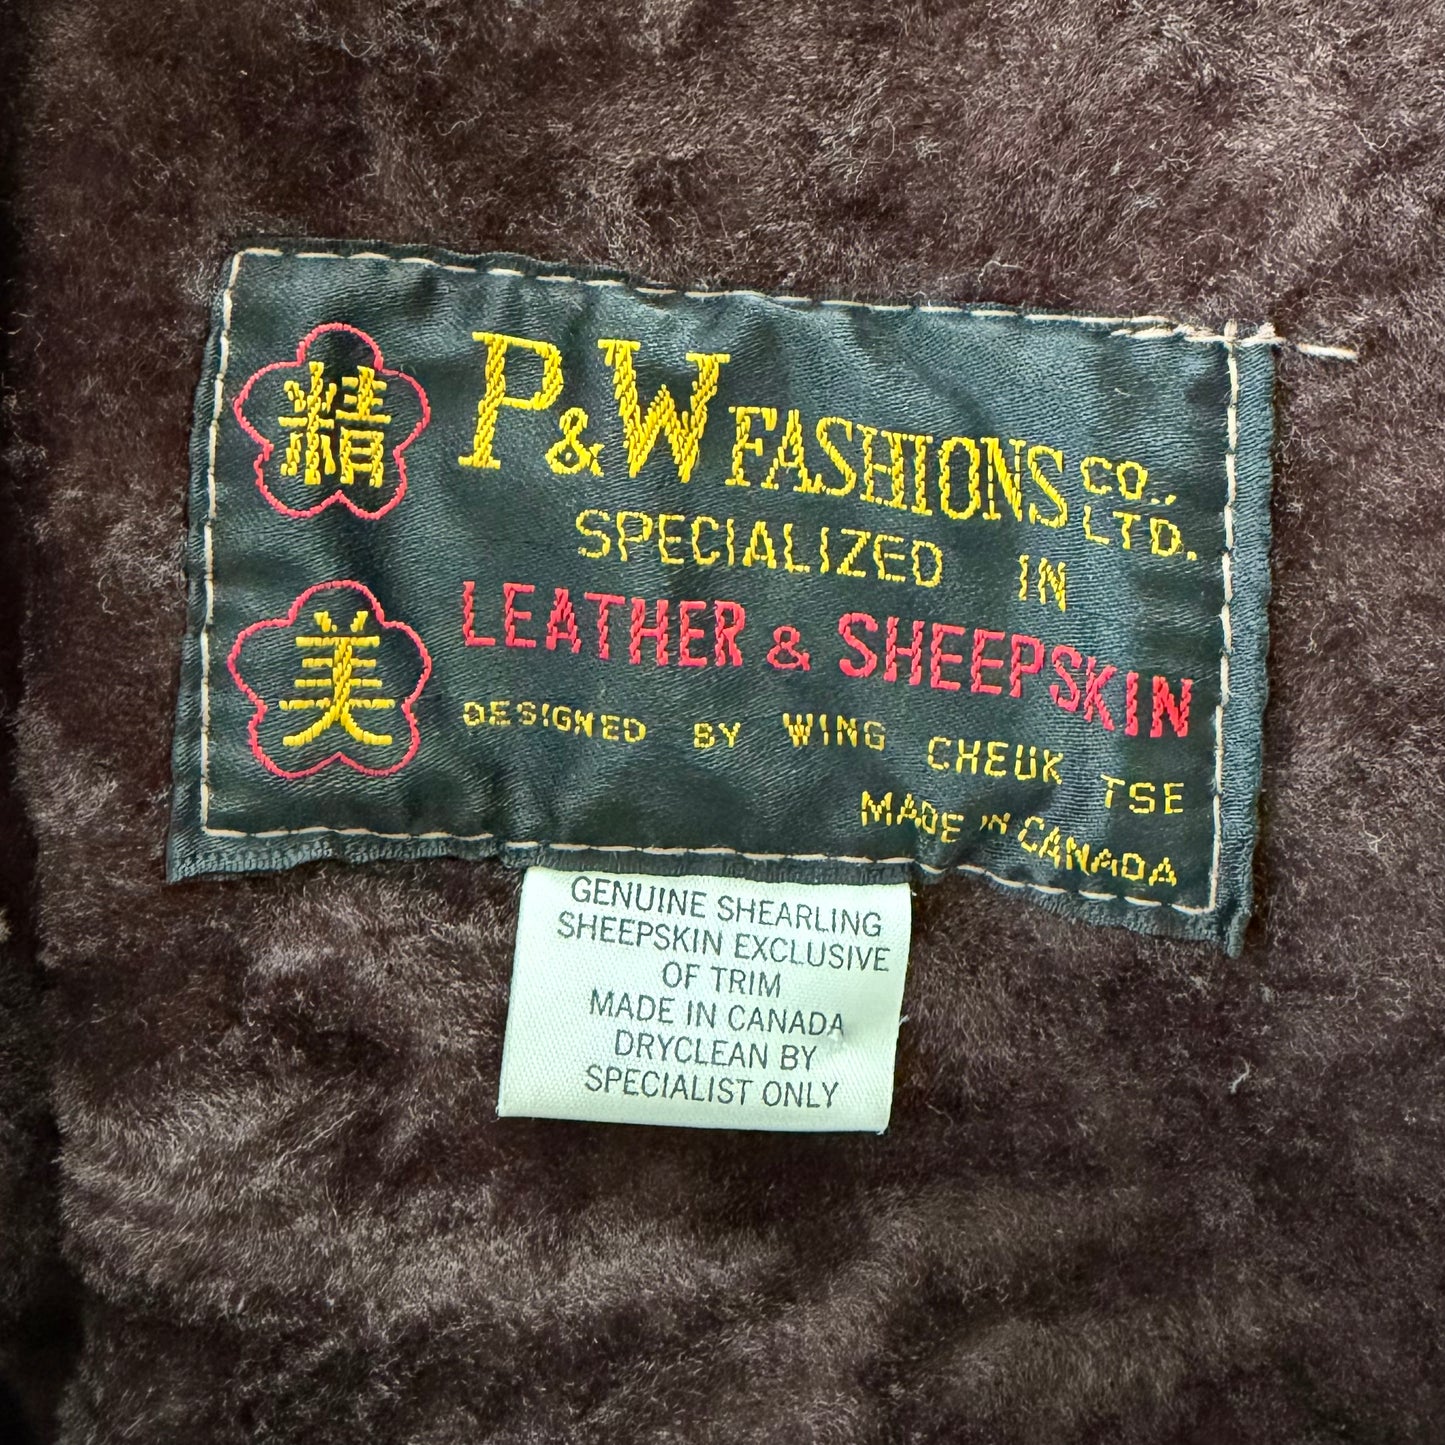 精
美
P&W FASHIONS CO., LTD.
SPECIALIZED IN
LEATHER & SHEEPSKIN
DESIGNED BY WING CHEUK TSE
MADE IN CANADA
GENUINE SHEARLING
SHEEPSKIN EXCLUSIVE
OF TRIM
MADE IN CANADA
DRYCLEAN BY
SPECIALIST ONLY